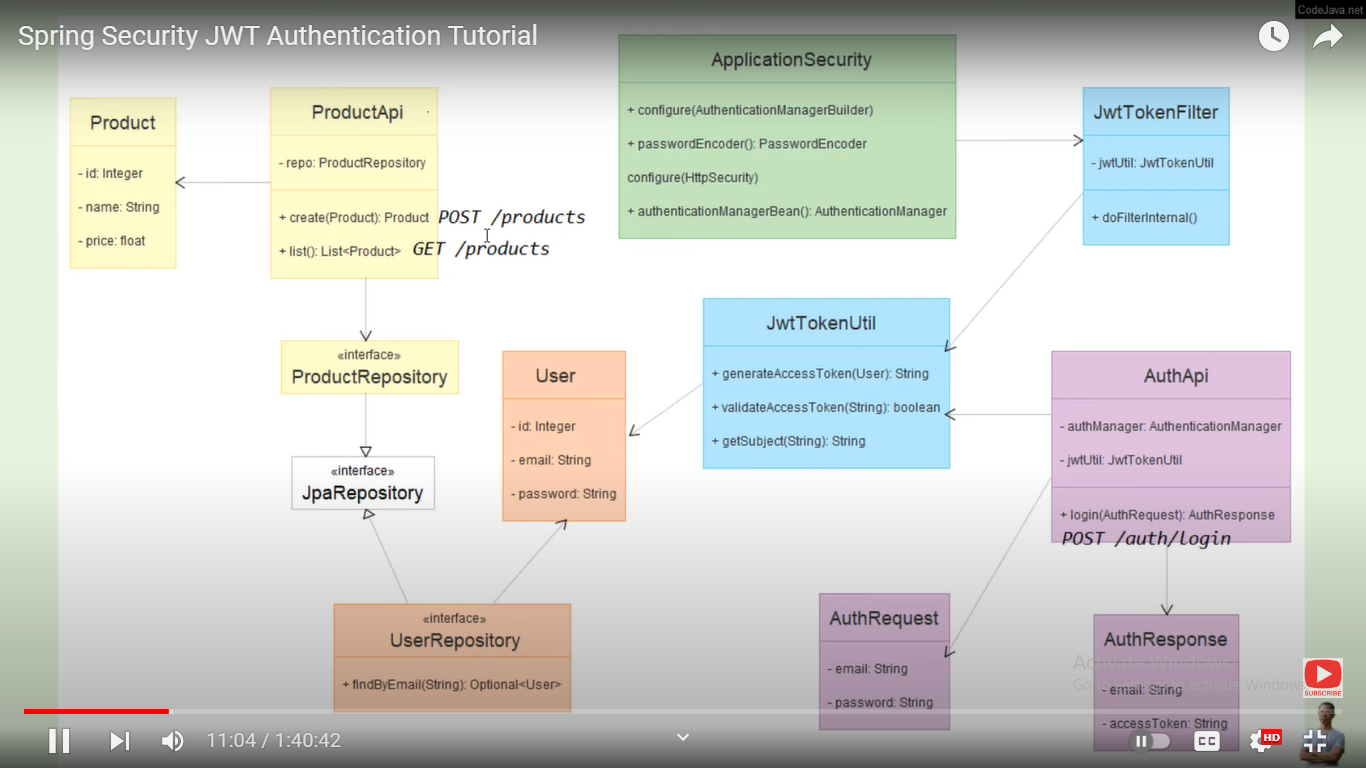 CodeJava.net
Spring Security JWT Authentication Tutorial
Product
- id: Integer
- name: String
- price: float
ProductApi
- repo: ProductRepository
+ create(Product): Product
POST /products
+ list(): List<Product>
GET /products
«interface»
ProductRepository
«interface»
JpaRepository
«interface»
UserRepository
+ findByEmail(String): Optional<User>
User
- id: Integer
- email: String
- password: String
ApplicationSecurity
+ configure(AuthenticationManagerBuilder)
+ passwordEncoder(): PasswordEncoder
configure(HttpSecurity)
+ authenticationManagerBean(): AuthenticationManager
JwtTokenFilter
- jwtUtil: JwtTokenUtil
+ doFilterInternal()
JwtTokenUtil
+ generateAccessToken(User): String
+ validateAccessToken(String): boolean
+ getSubject(String): String
AuthApi
- authManager: AuthenticationManager
- jwtUtil: JwtTokenUtil
+ login(AuthRequest): AuthResponse
POST /auth/login
AuthRequest
- email: String
- password: String
AuthResponse
- email: String
- accessToken: String
Activate Windows
Go to Settings to activate Windows.
SUBSCRIBE
11:04 / 1:40:42
CC
HD